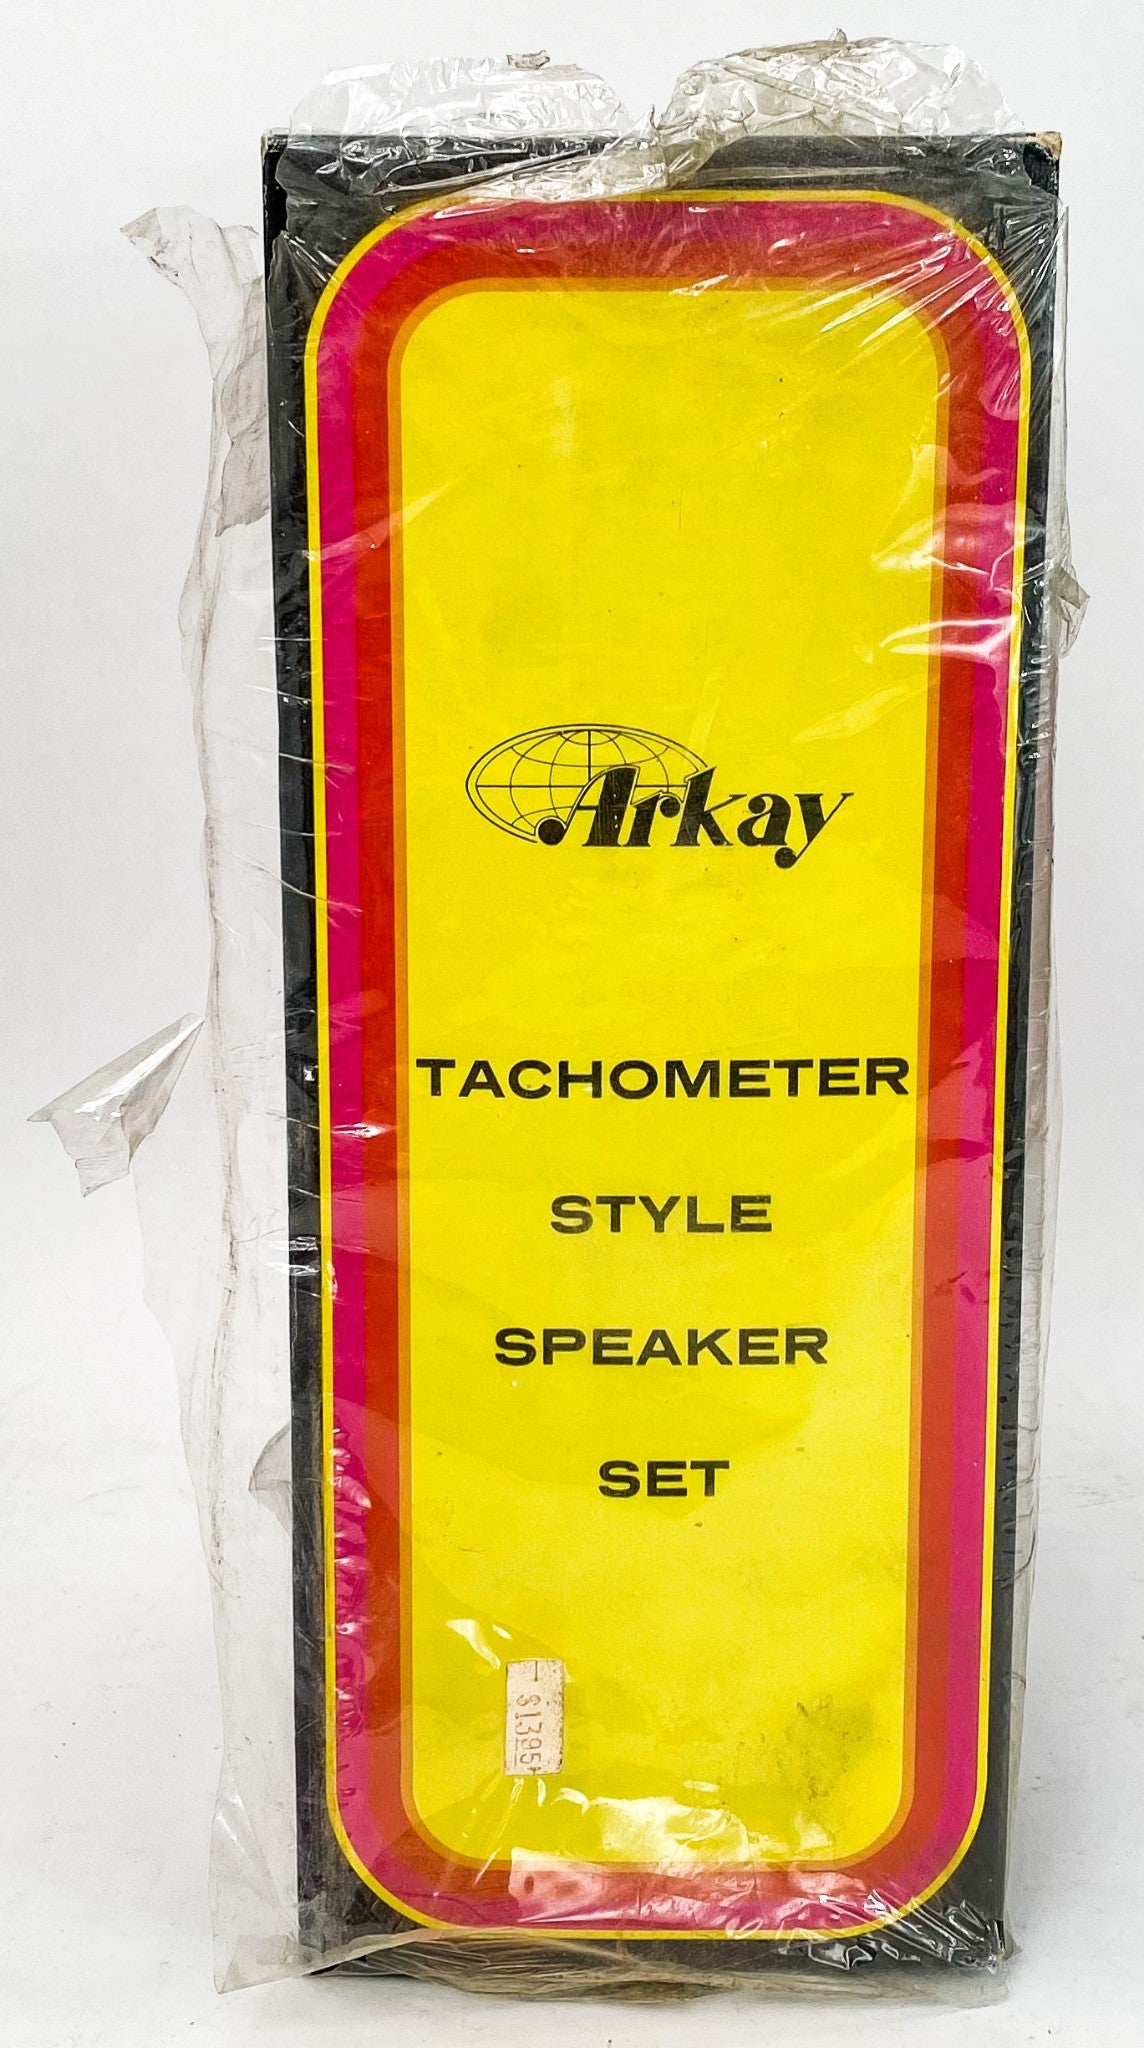 Arkay
TACHOMETER
STYLE
SPEAKER
SET
$13.95